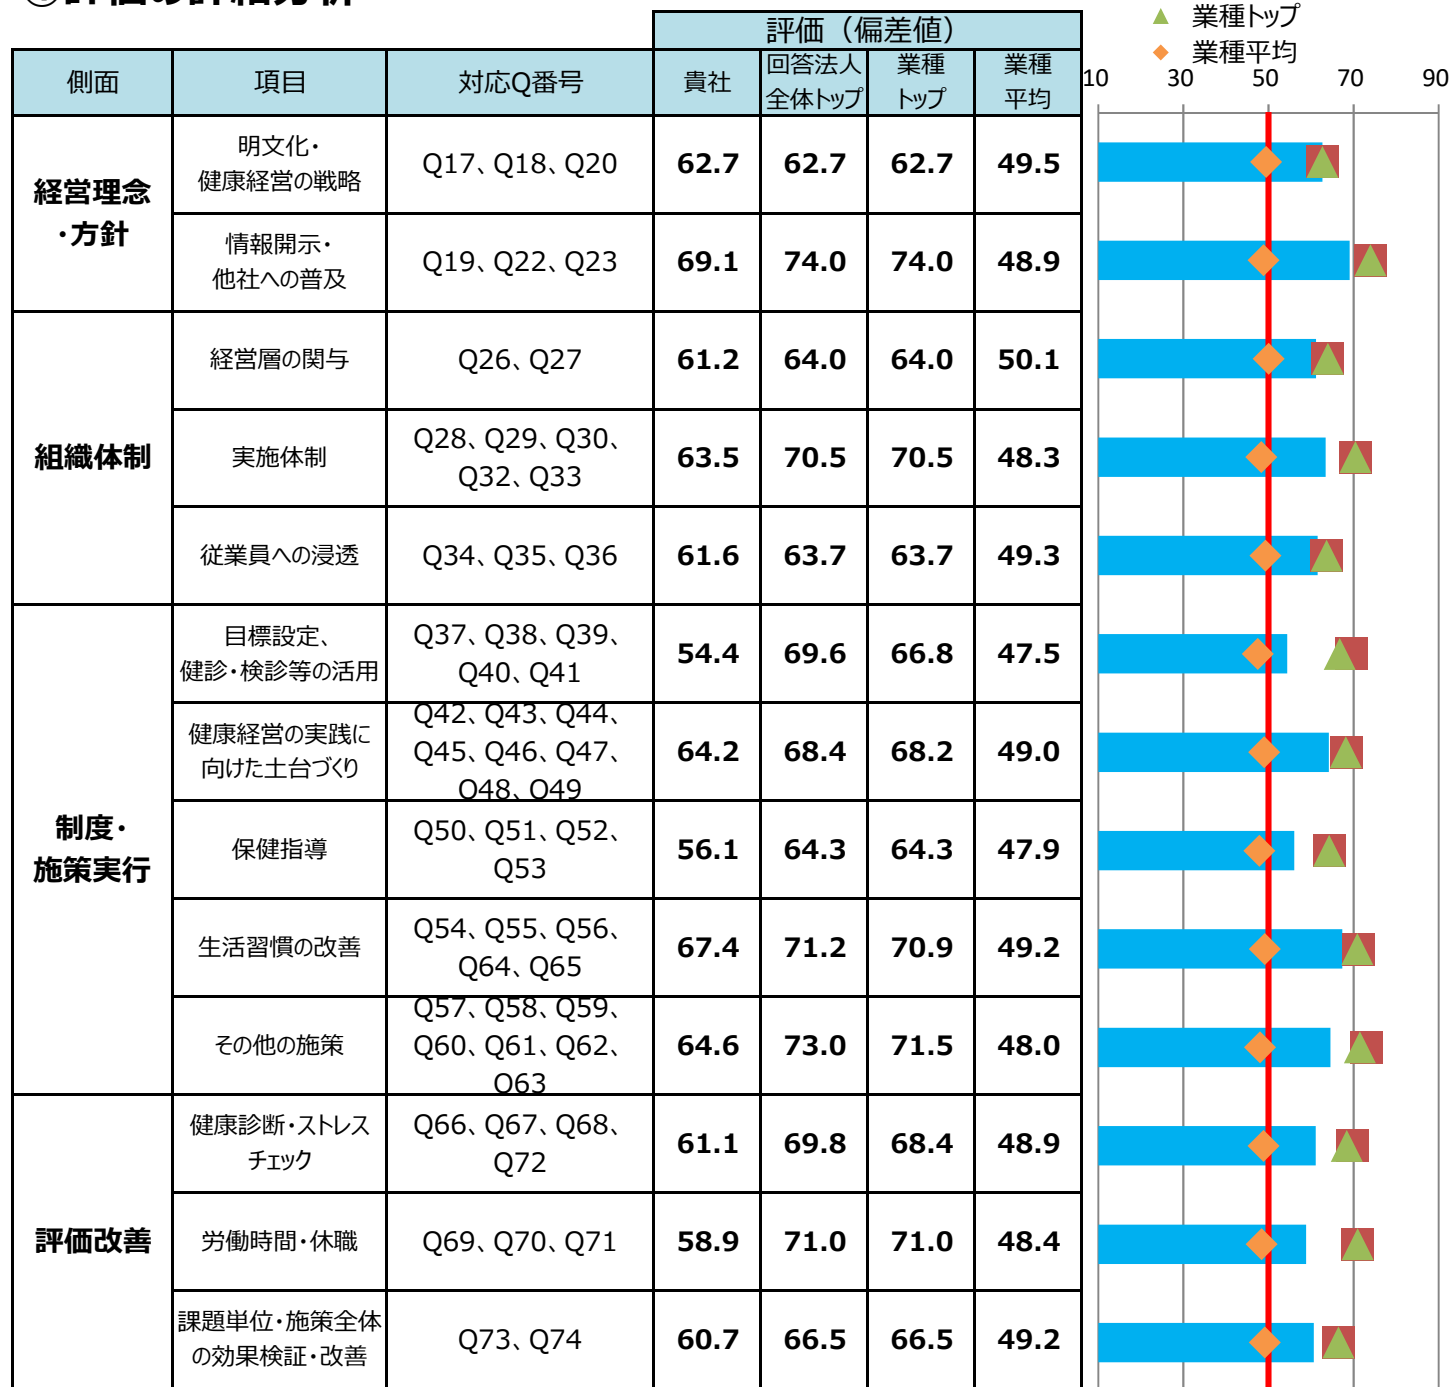 評価の詳細分析
▲ 業種トップ
◆ 業種平均
評価（偏差値）
側面 項目 対応Q番号 貴社 回答法人全体トップ 業種トップ 業種平均
10 30 50 70 90
経営理念・方針
明文化・健康経営の戦略 Q17、Q18、Q20 62.7 62.7 62.7 49.5
情報開示・他社への普及 Q19、Q22、Q23 69.1 74.0 74.0 48.9
組織体制
経営層の関与 Q26、Q27 61.2 64.0 64.0 50.1
実施体制 Q28、Q29、Q30、Q32、Q33 63.5 70.5 70.5 48.3
従業員への浸透 Q34、Q35、Q36 61.6 63.7 63.7 49.3
制度・施策実行
目標設定、健診・検診等の活用 Q37、Q38、Q39、Q40、Q41 54.4 69.6 66.8 47.5
健康経営の実践に向けた土台づくり Q42、Q43、Q44、Q45、Q46、Q47、Q48、Q49 64.2 68.4 68.2 49.0
保健指導 Q50、Q51、Q52、Q53 56.1 64.3 64.3 47.9
生活習慣の改善 Q54、Q55、Q56、Q64、Q65 67.4 71.2 70.9 49.2
その他の施策 Q57、Q58、Q59、Q60、Q61、Q62、Q63 64.6 73.0 71.5 48.0
評価改善
健康診断・ストレスチェック Q66、Q67、Q68、Q72 61.1 69.8 68.4 48.9
労働時間・休職 Q69、Q70、Q71 58.9 71.0 71.0 48.4
課題単位・施策全体の効果検証・改善 Q73、Q74 60.7 66.5 66.5 49.2